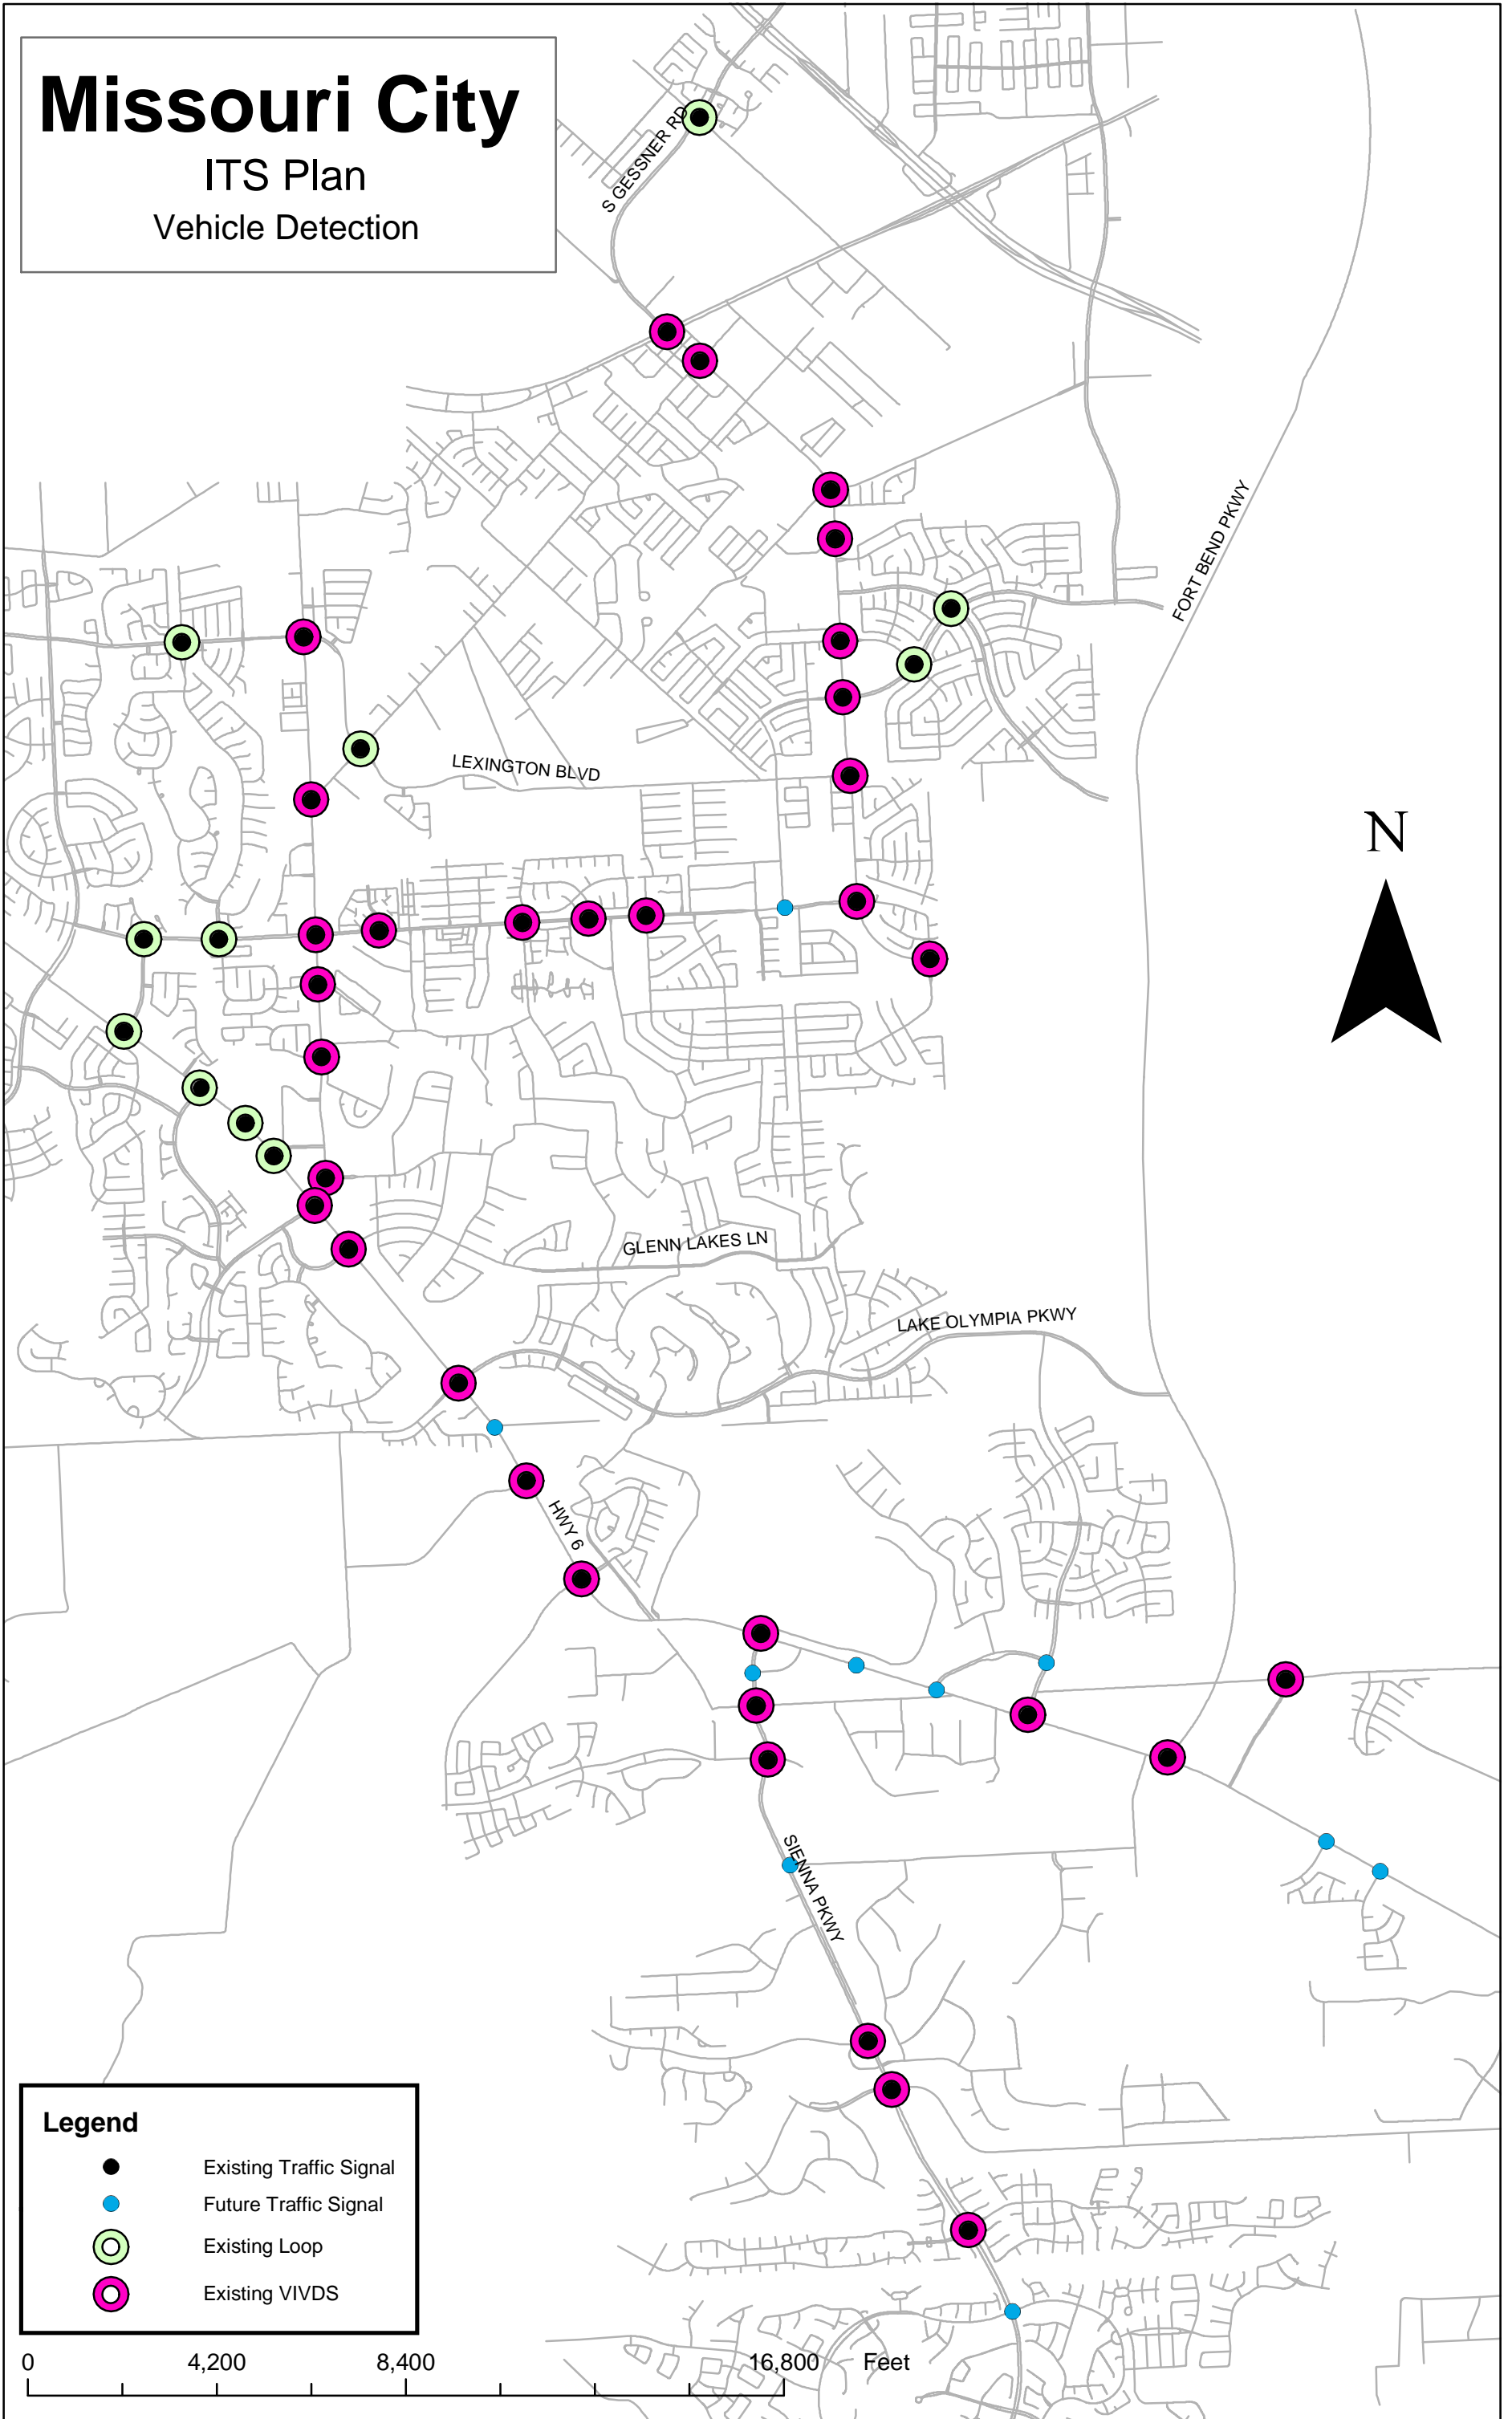 Missouri City
ITS Plan
Vehicle Detection
S GESSNER RD
FORT BEND PKWY
LEXINGTON BLVD
N
GLENN LAKES LN
LAKE OLYMPIA PKWY
HWY 6
SIENNA PKWY
Legend
Existing Traffic Signal
Future Traffic Signal
Existing Loop
Existing VIVDS
0 4,200 8,400 16,800 Feet